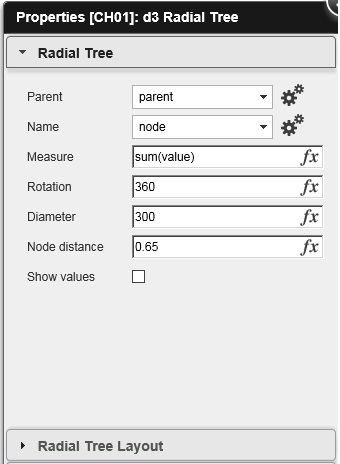 Properties [CH01]: d3 Radial Tree
Radial Tree
Parent parent
Name node
Measure sum(value) fx
Rotation 360 fx
Diameter 300 fx
Node distance 0.65 fx
Show values
Radial Tree Layout